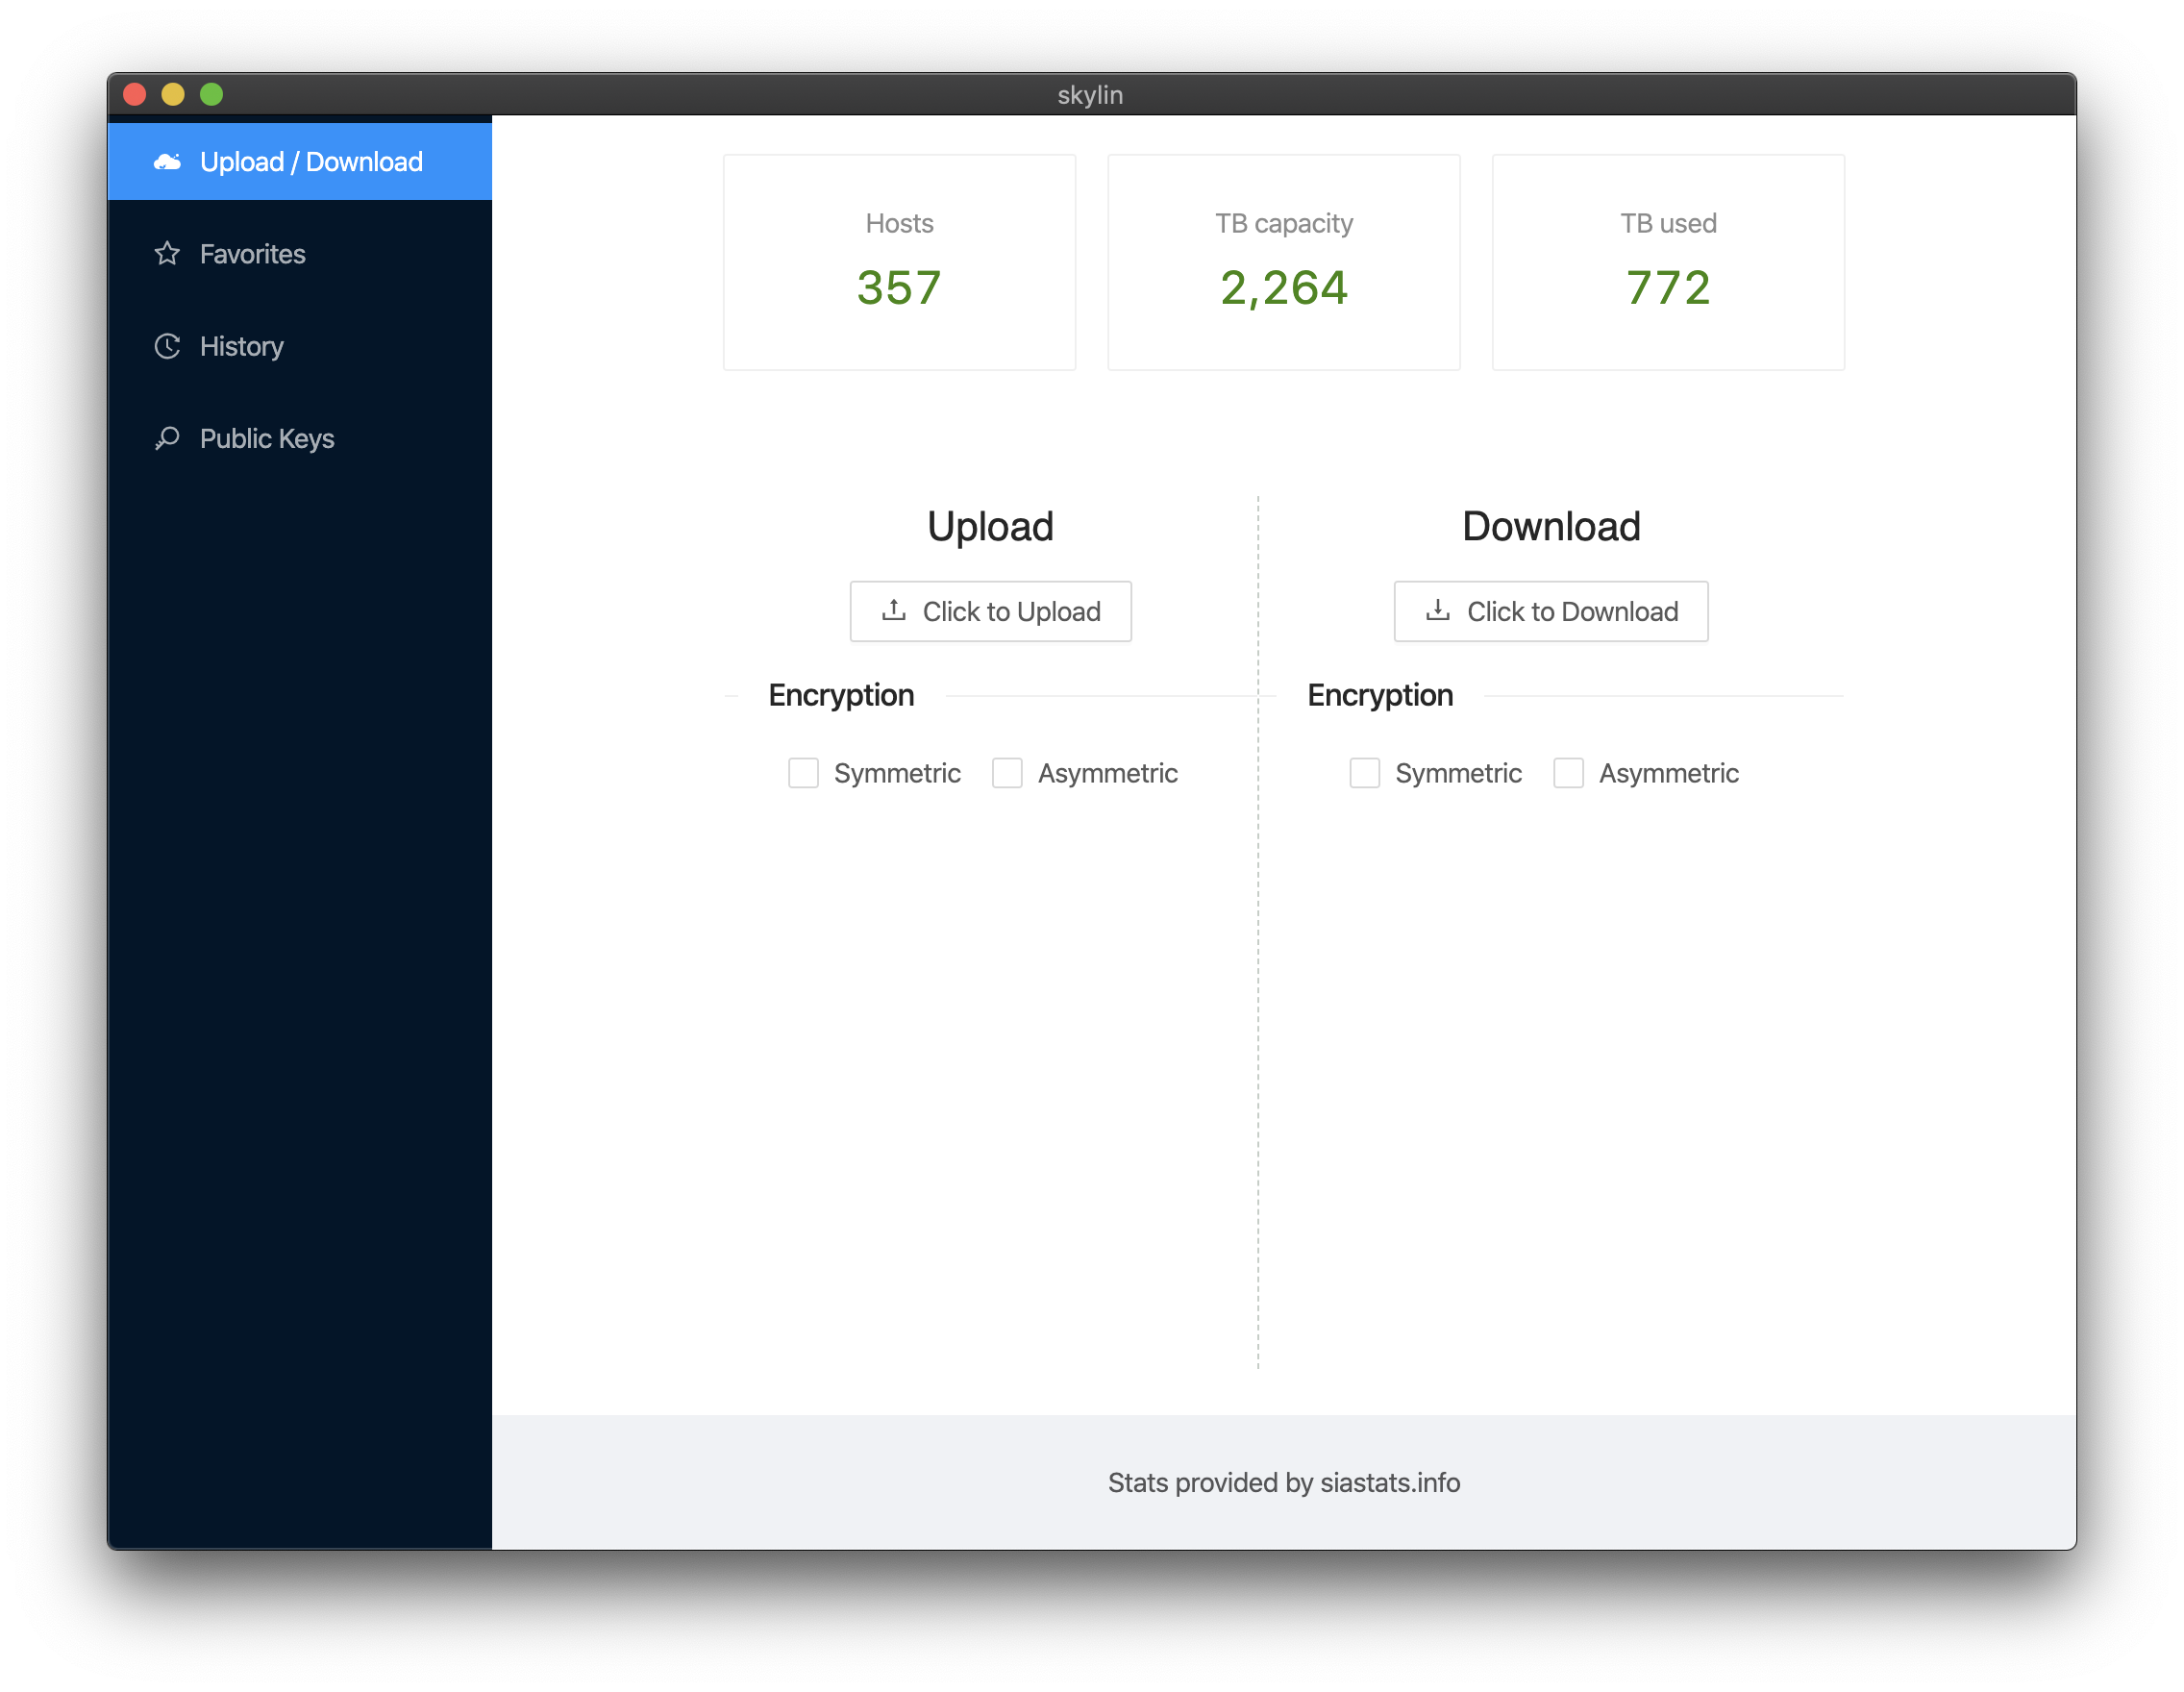 skylin
Upload / Download
Favorites
History
Public Keys
Hosts
357
TB capacity
2,264
TB used
772
Upload
Click to Upload
Encryption
Symmetric Asymmetric
Download
Click to Download
Encryption
Symmetric Asymmetric
Stats provided by siastats.info